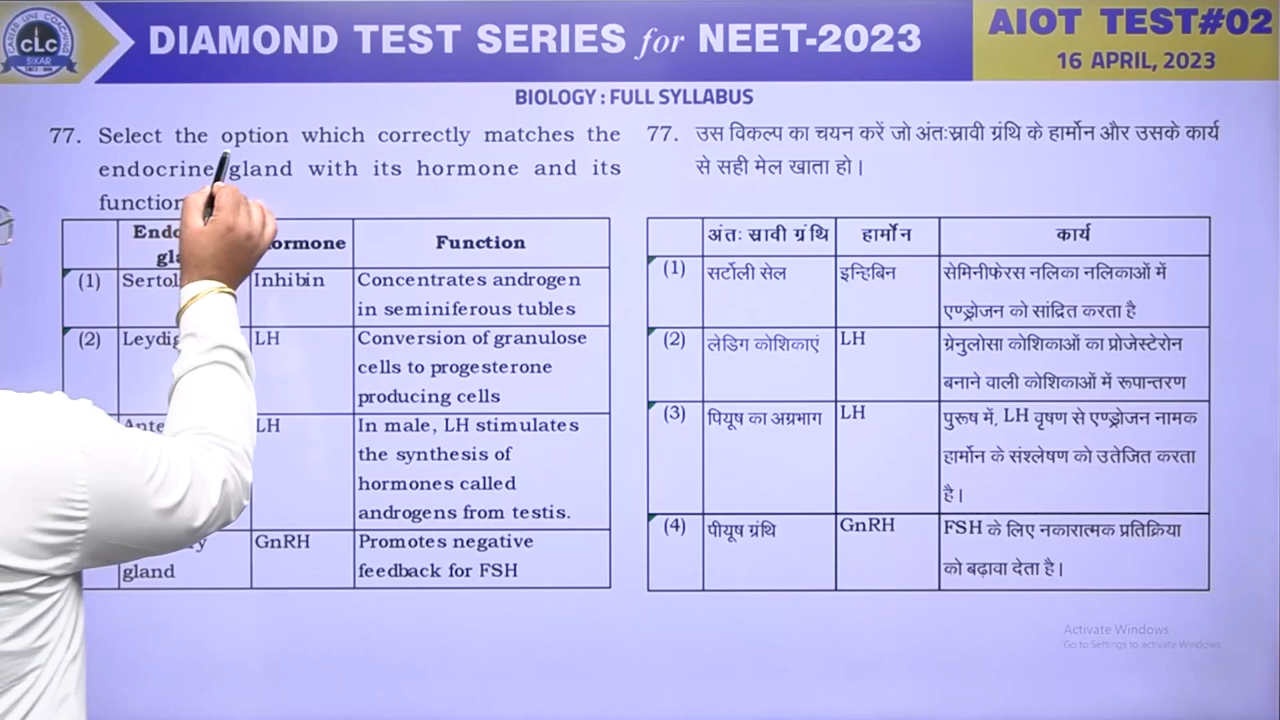 CAREER LINE COACHING
CLC
SIKAR
DIAMOND TEST SERIES for NEET-2023
AIOT TEST#02
16 APRIL, 2023
BIOLOGY : FULL SYLLABUS
77. Select the option which correctly matches the
endocrine gland with its hormone and its
function
Function
(1) Inhibin Concentrates androgen
in seminiferous tubles
(2) LH Conversion of granulose
cells to progesterone
producing cells
LH In male, LH stimulates
the synthesis of
hormones called
androgens from testis.
GnRH Promotes negative
gland feedback for FSH
77. उस विकल्प का चयन करें जो अंतःस्रावी ग्रंथि के हार्मोन और उसके कार्य
से सही मेल खाता हो।
अंतः स्रावी ग्रंथि हार्मोन कार्य
(1) सर्टोली सेल इन्हिबिन सेमिनीफेरस नलिका नलिकाओं में
एण्ड्रोजन को सांद्रित करता है
(2) लेडिग कोशिकाएं LH ग्रेनुलोसा कोशिकाओं का प्रोजेस्टेरोन
बनाने वाली कोशिकाओं में रूपान्तरण
(3) पियूष का अग्रभाग LH पुरूष में, LH वृषण से एण्ड्रोजन नामक
हार्मोन के संश्लेषण को उतेजित करता
है।
(4) पीयूष ग्रंथि GnRH FSH के लिए नकारात्मक प्रतिक्रिया
को बढ़ावा देता है।
Activate Windows
Go to Settings to activate Windows.